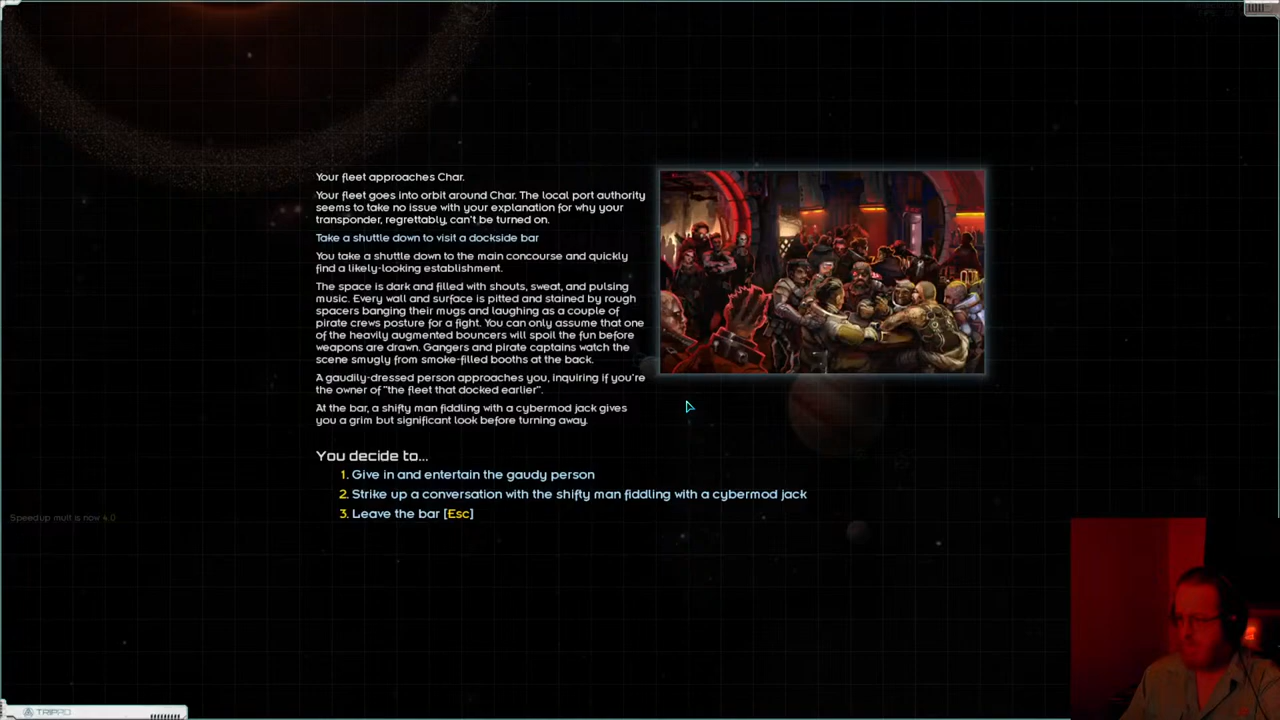 Your fleet approaches Char.
Your fleet goes into orbit around Char. The local port authority
seems to take no issue with your explanation for why your
transponder, regrettably, can't be turned on.
Take a shuttle down to visit a dockside bar
You take a shuttle down to the main concourse and quickly
find a likely-looking establishment.
The space is dark and filled with shouts, sweat, and pulsing
music. Every wall and surface is pitted and stained by rough
spacers banging their mugs and laughing as a couple of
pirate crews posture for a fight. You can only assume that one
of the heavily augmented bouncers will spoil the fun before
weapons are drawn. Gangers and pirate captains watch the
scene smugly from smoke-filled booths at the back.
A gaudily-dressed person approaches you, inquiring if you're
the owner of "the fleet that docked earlier".
At the bar, a shifty man fiddling with a cybermod jack gives
you a grim but significant look before turning away.
You decide to...
1. Give in and entertain the gaudy person
2. Strike up a conversation with the shifty man fiddling with a cybermod jack
3. Leave the bar [Esc]
Speedup mult is now 4.0